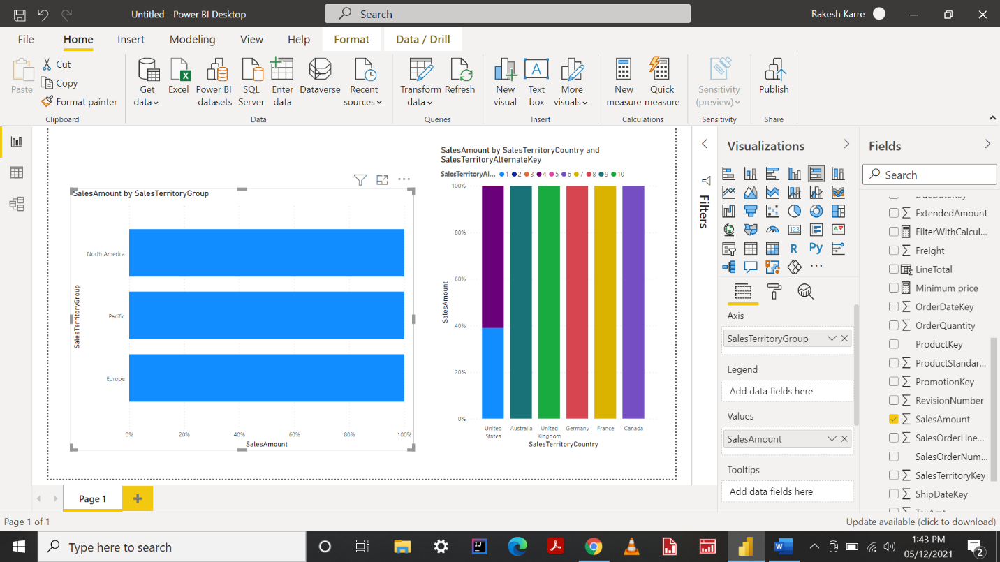 Untitled - Power BI Desktop
Search
Rakesh Karre
File Home Insert Modeling View Help Format Data / Drill
Paste
Cut
Copy
Format painter
Clipboard
Get data
Excel
Power BI datasets
SQL Server
Enter data
Dataverse
Recent sources
Data
Transform data
Refresh
Queries
New visual
Text box
More visuals
Insert
New measure
Quick measure
Calculations
Sensitivity (preview)
Sensitivity
Publish
Share
SalesAmount by SalesTerritoryGroup
SalesTerritoryGroup
North America
Pacific
Europe
0% 20% 40% 60% 80% 100%
SalesAmount
SalesAmount by SalesTerritoryCountry and
SalesTerritoryAlternateKey
SalesTerritoryAl... 1 2 3 4 5 6 7 8 9 10
SalesAmount
100%
80%
60%
40%
20%
0%
United States
Australia
United Kingdom
Germany
France
Canada
SalesTerritoryCountry
Filters
Visualizations
123
R
Py
Axis
SalesTerritoryGroup
Legend
Add data fields here
Values
SalesAmount
Tooltips
Add data fields here
Fields
Search
ExtendedAmount
FilterWithCalcul...
Freight
LineTotal
Minimum price
OrderDateKey
OrderQuantity
ProductKey
ProductStandar...
PromotionKey
RevisionNumber
SalesAmount
SalesOrderLine...
SalesOrderNum...
SalesTerritoryKey
ShipDateKey
Page 1
Page 1 of 1
Update available (click to download)
Type here to search
1:43 PM
05/12/2021
2